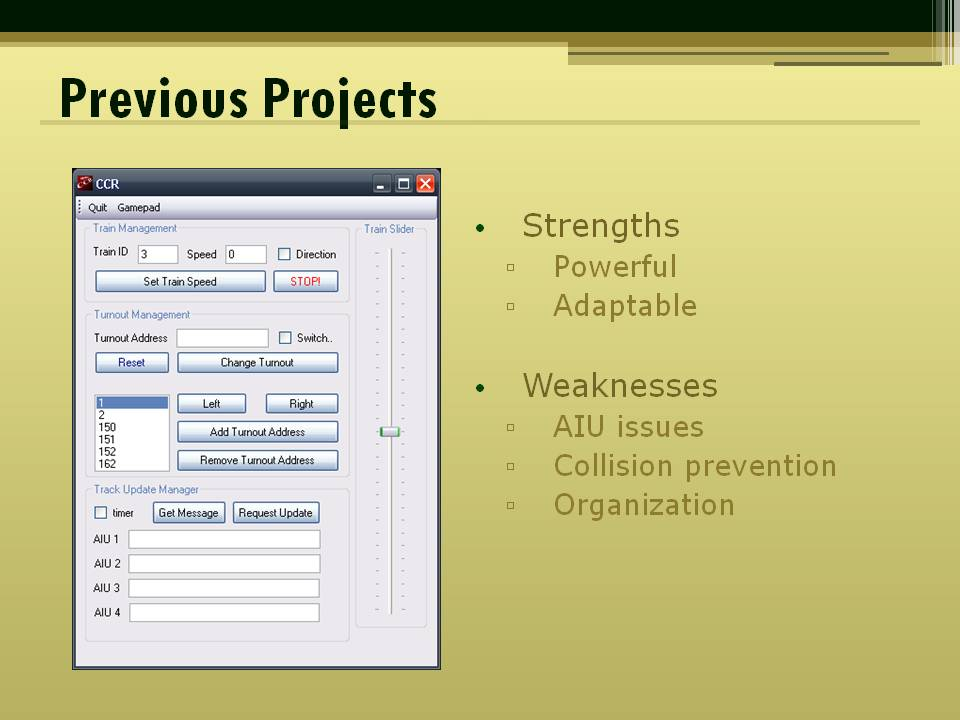 Previous Projects
CCR
Quit Gamepad
Train Management
Train ID 3 Speed 0 Direction
Set Train Speed STOP!
Turnout Management
Turnout Address Switch..
Reset Change Turnout
1
2
150
151
152
162
Left Right
Add Turnout Address
Remove Turnout Address
Track Update Manager
timer Get Message Request Update
AIU 1
AIU 2
AIU 3
AIU 4
Train Slider
• Strengths
▫ Powerful
▫ Adaptable
• Weaknesses
▫ AIU issues
▫ Collision prevention
▫ Organization